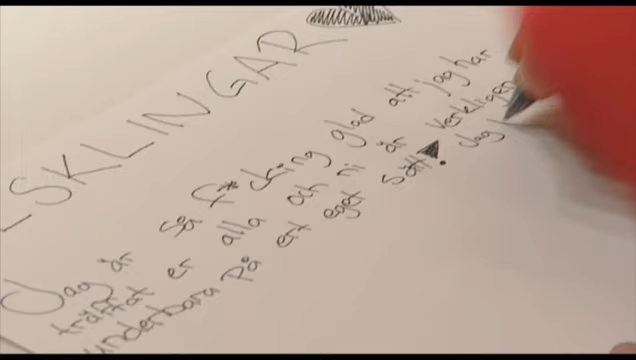 -SKLINGAR
Jag är så f*cking glad att jag har
träffat er alla och ni är verkligen
underbara på ert eget sätt. Jag